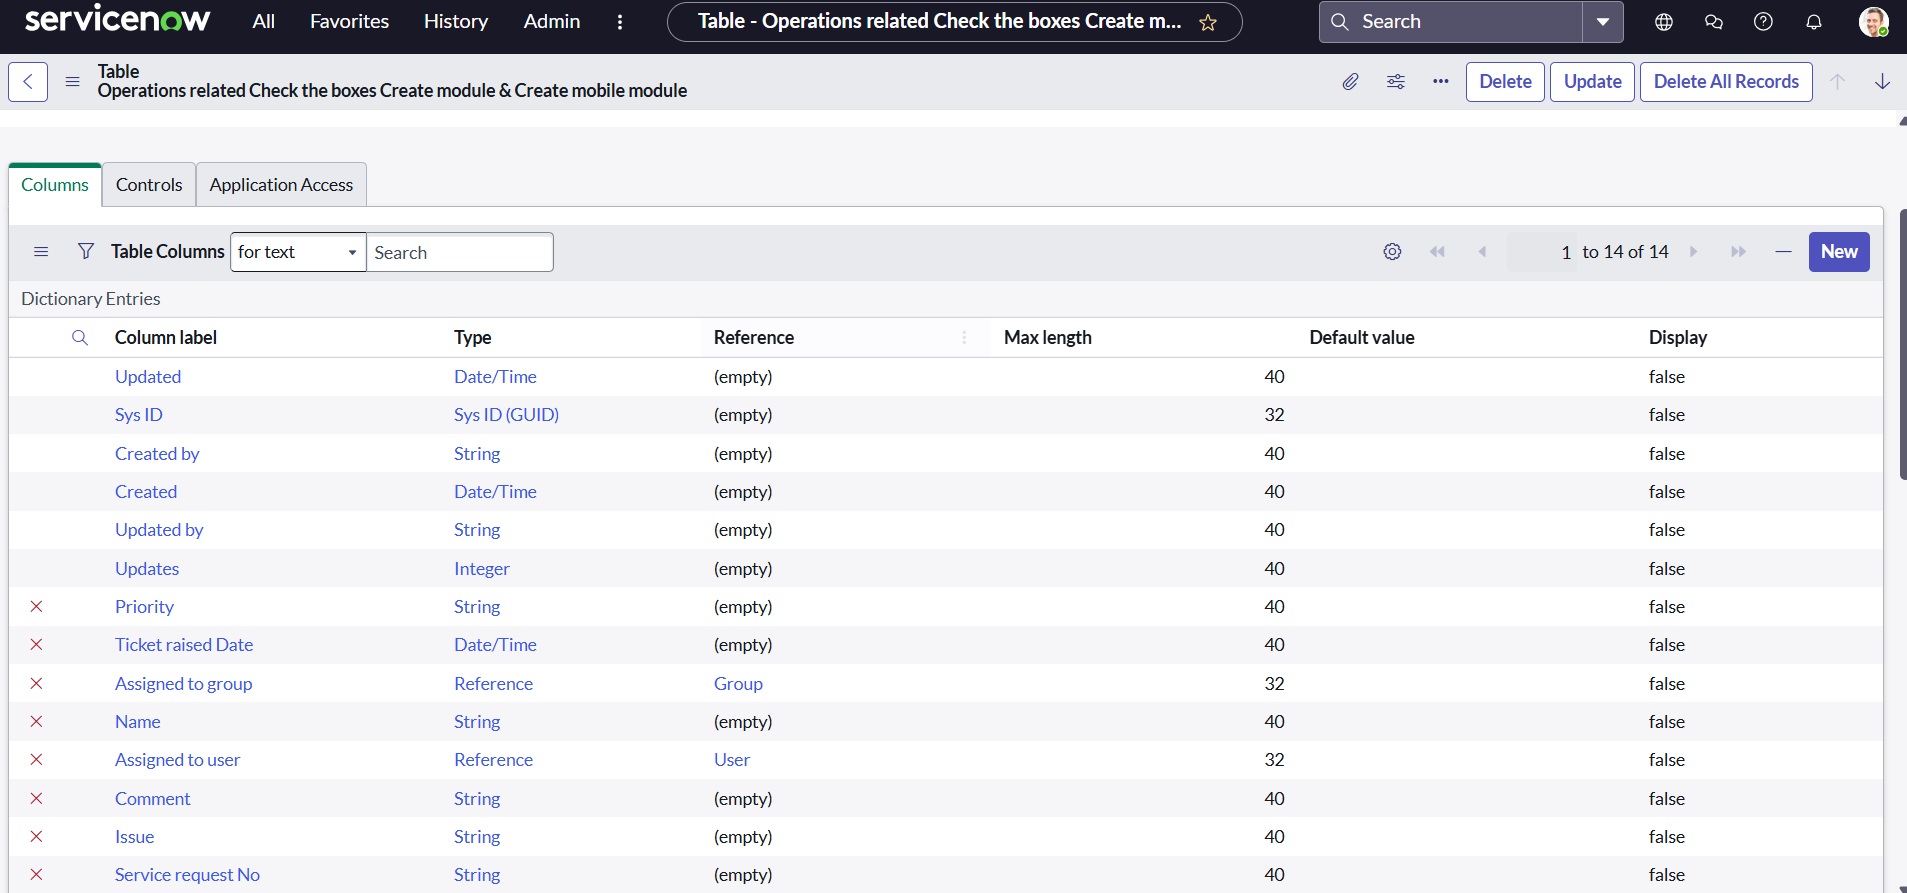 servicenow All Favorites History Admin Table - Operations related Check the boxes Create m... Search
Table
Operations related Check the boxes Create module & Create mobile module
Delete Update Delete All Records
Columns Controls Application Access
Table Columns for text Search 1 to 14 of 14 New
Dictionary Entries
Column label Type Reference Max length Default value Display
Updated Date/Time (empty) 40 false
Sys ID Sys ID (GUID) (empty) 32 false
Created by String (empty) 40 false
Created Date/Time (empty) 40 false
Updated by String (empty) 40 false
Updates Integer (empty) 40 false
Priority String (empty) 40 false
Ticket raised Date Date/Time (empty) 40 false
Assigned to group Reference Group 32 false
Name String (empty) 40 false
Assigned to user Reference User 32 false
Comment String (empty) 40 false
Issue String (empty) 40 false
Service request No String (empty) 40 false